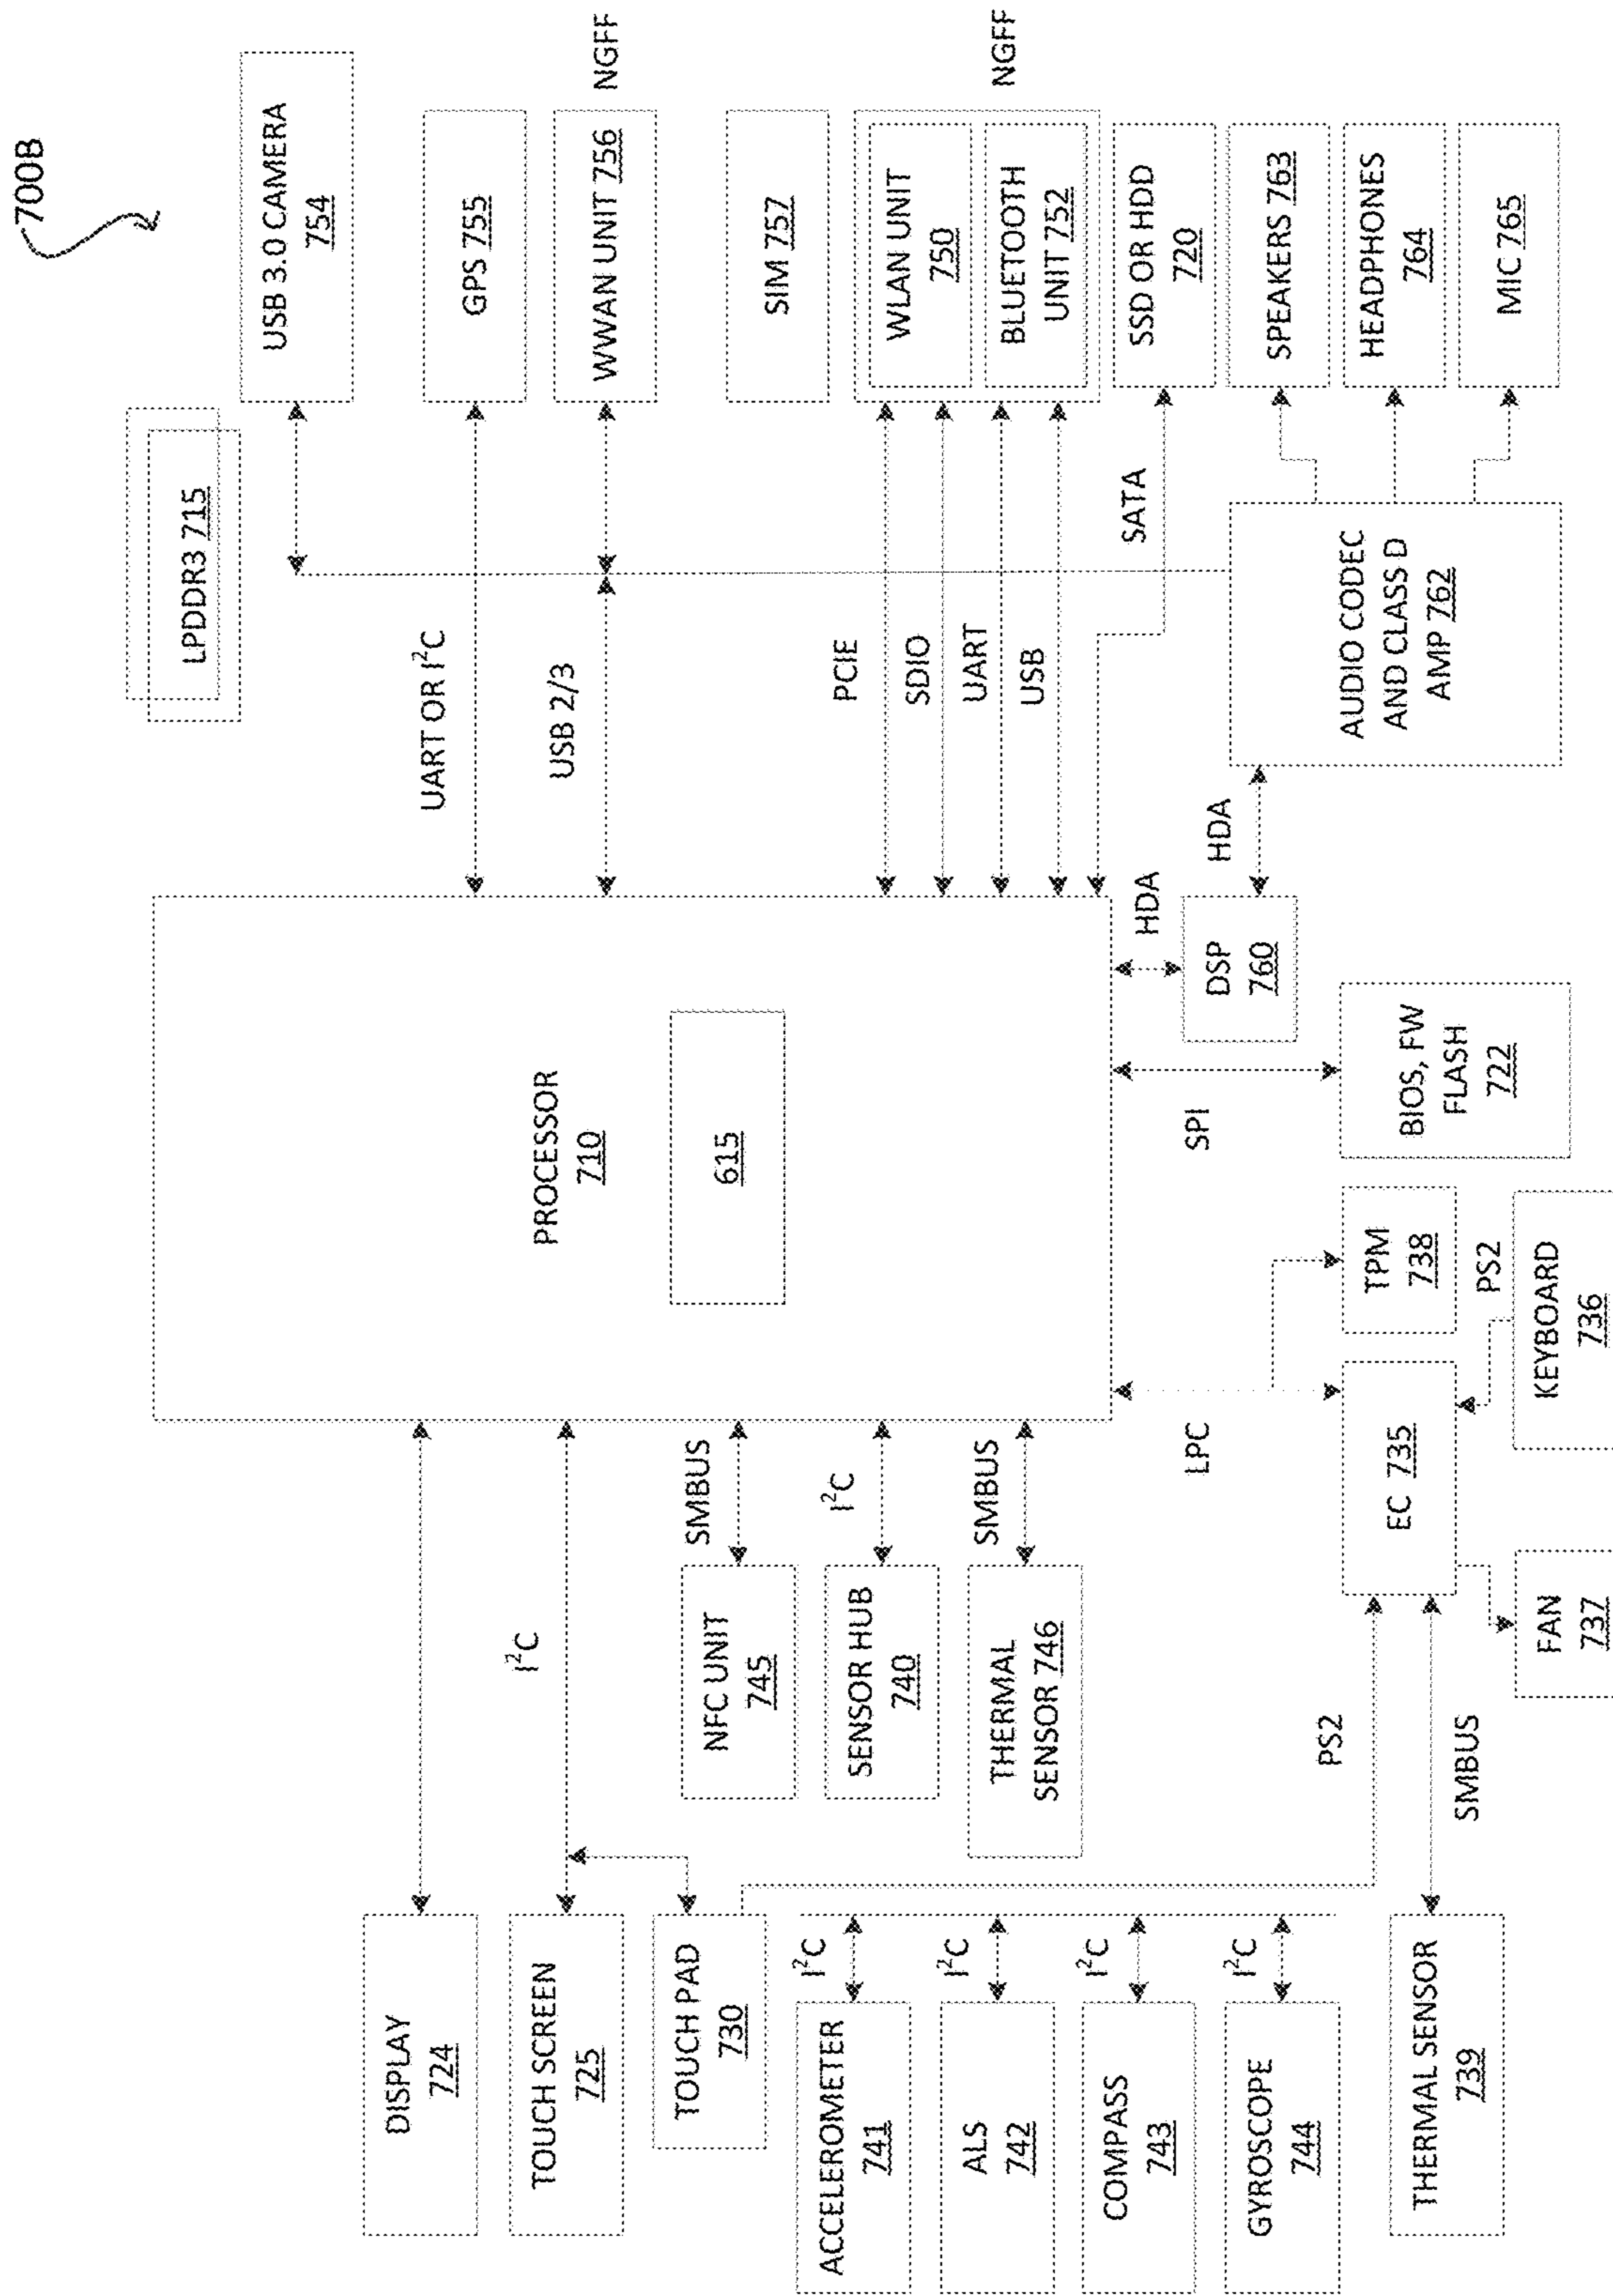 700B
LPDDR3 715
USB 3.0 CAMERA
754
UART OR I²C
GPS 755
USB 2/3
WWAN UNIT 756
NGFF
SIM 757
PCIE
SDIO
UART
USB
WLAN UNIT
750
BLUETOOTH
UNIT 752
NGFF
SATA
SSD OR HDD
720
SPEAKERS 763
HEADPHONES
764
MIC 765
AUDIO CODEC
AND CLASS D
AMP 762
HDA
HDA
DSP
760
PROCESSOR
710
615
SPI
BIOS, FW
FLASH
722
LPC
TPM
738
PS2
KEYBOARD
736
EC 735
FAN
737
DISPLAY
724
I²C
TOUCH SCREEN
725
TOUCH PAD
730
SMBUS
NFC UNIT
745
I²C
SENSOR HUB
740
SMBUS
THERMAL
SENSOR 746
PS2
SMBUS
I²C
ACCELEROMETER
741
I²C
ALS
742
I²C
COMPASS
743
I²C
GYROSCOPE
744
THERMAL SENSOR
739